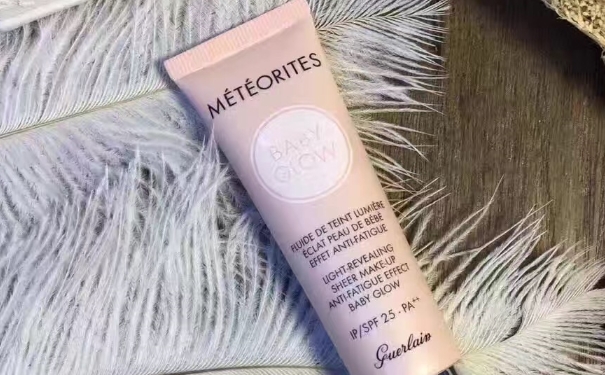 MÉTÉORITES
BABY
GLOW
FLUIDE DE TEINT LUMIÈRE
ÉCLAT PEAU DE BÉBÉ
EFFET ANTI-FATIGUE
LIGHT-REVEALING
SHEER MAKE-UP
ANTI-FATIGUE EFFECT
BABY GLOW
IP/SPF 25 - PA++
Guerlain